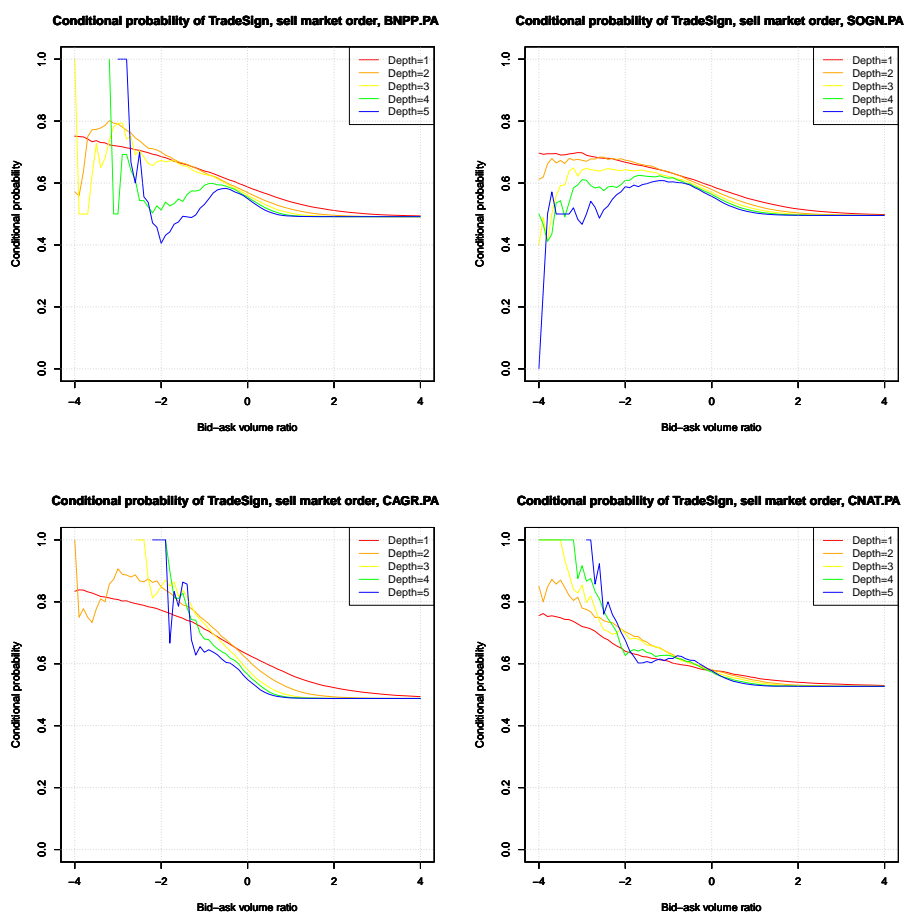 Conditional probability of TradeSign, sell market order, BNPP.PA
1.0
0.8
0.6
0.4
0.2
0.0
Conditional probability
Depth=1
Depth=2
Depth=3
Depth=4
Depth=5
−4 −2 0 2 4
Bid−ask volume ratio
Conditional probability of TradeSign, sell market order, SOGN.PA
1.0
0.8
0.6
0.4
0.2
0.0
Conditional probability
Depth=1
Depth=2
Depth=3
Depth=4
Depth=5
−4 −2 0 2 4
Bid−ask volume ratio
Conditional probability of TradeSign, sell market order, CAGR.PA
1.0
0.8
0.6
0.4
0.2
0.0
Conditional probability
Depth=1
Depth=2
Depth=3
Depth=4
Depth=5
−4 −2 0 2 4
Bid−ask volume ratio
Conditional probability of TradeSign, sell market order, CNAT.PA
1.0
0.8
0.6
0.4
0.2
0.0
Conditional probability
Depth=1
Depth=2
Depth=3
Depth=4
Depth=5
−4 −2 0 2 4
Bid−ask volume ratio